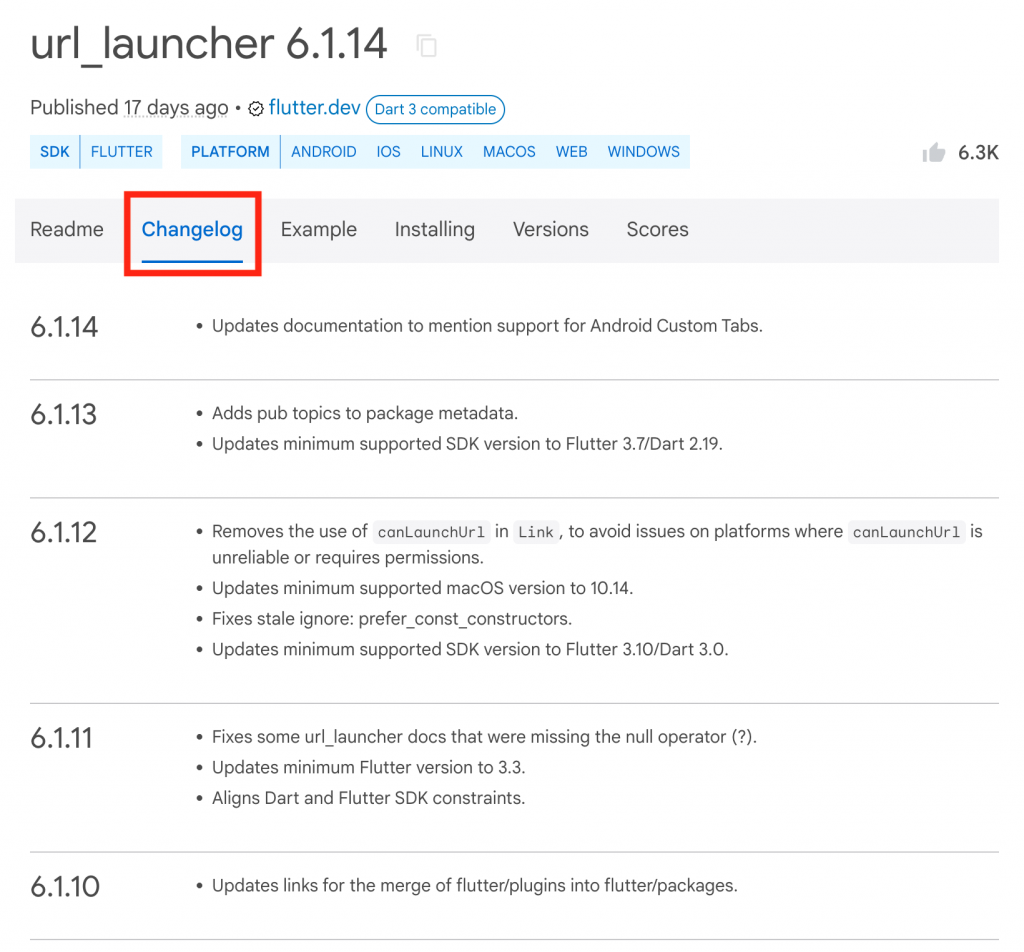 url_launcher 6.1.14
Published 17 days ago • flutter.dev Dart 3 compatible
SDK FLUTTER PLATFORM ANDROID IOS LINUX MACOS WEB WINDOWS 6.3K
Readme Changelog Example Installing Versions Scores
6.1.14 • Updates documentation to mention support for Android Custom Tabs.
6.1.13 • Adds pub topics to package metadata.
• Updates minimum supported SDK version to Flutter 3.7/Dart 2.19.
6.1.12 • Removes the use of canLaunchUrl in Link, to avoid issues on platforms where canLaunchUrl is
unreliable or requires permissions.
• Updates minimum supported macOS version to 10.14.
• Fixes stale ignore: prefer_const_constructors.
• Updates minimum supported SDK version to Flutter 3.10/Dart 3.0.
6.1.11 • Fixes some url_launcher docs that were missing the null operator (?).
• Updates minimum Flutter version to 3.3.
• Aligns Dart and Flutter SDK constraints.
6.1.10 • Updates links for the merge of flutter/plugins into flutter/packages.